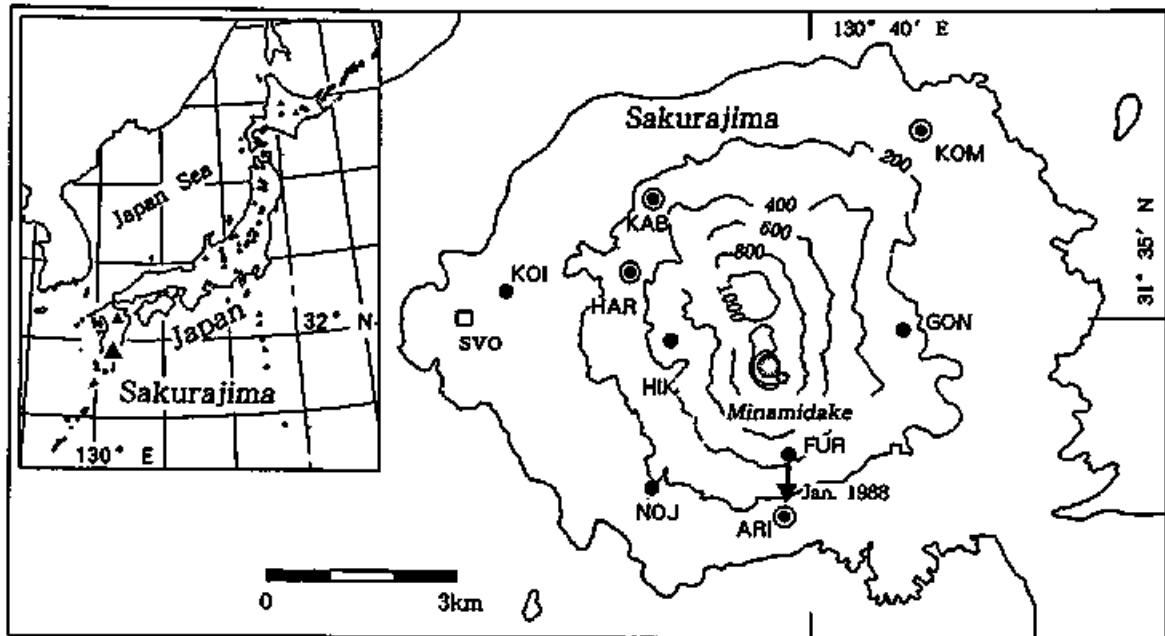 Japan Sea
Japan
32° N
Sakurajima
130° E
130° 40′ E
Sakurajima
KOM
200
KAB
400
600
800
1000
KOI
HAR
SVO
GON
HIK
31° 35′ N
Minamidake
FUR
Jan. 1988
NOJ
ARI
0 3km